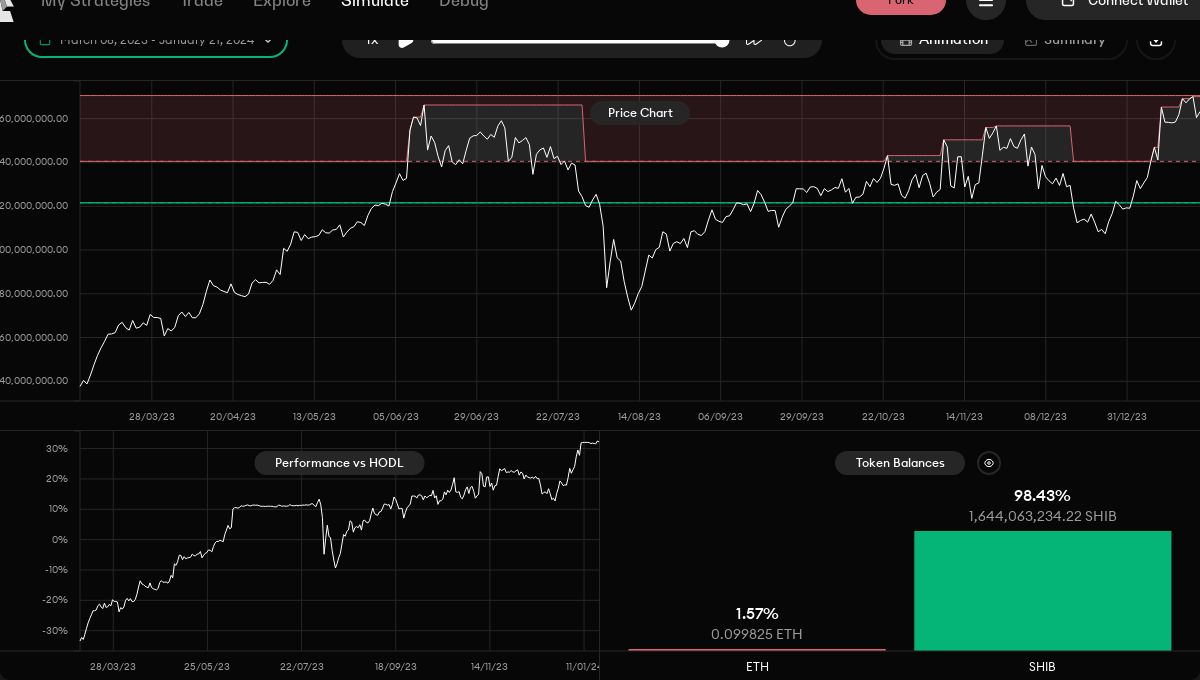 My Strategies Trade Explore Simulate Debug Fork Connect Wallet
March 08, 2023 - January 21, 2024 1x Animation Summary
Price Chart
60,000,000.00
40,000,000.00
20,000,000.00
00,000,000.00
80,000,000.00
60,000,000.00
40,000,000.00
28/03/23 20/04/23 13/05/23 05/06/23 29/06/23 22/07/23 14/08/23 06/09/23 29/09/23 22/10/23 14/11/23 08/12/23 31/12/23
Performance vs HODL
30%
20%
10%
0%
-10%
-20%
-30%
28/03/23 25/05/23 22/07/23 18/09/23 14/11/23 11/01/24
Token Balances
98.43%
1,644,063,234.22 SHIB
1.57%
0.099825 ETH
ETH SHIB